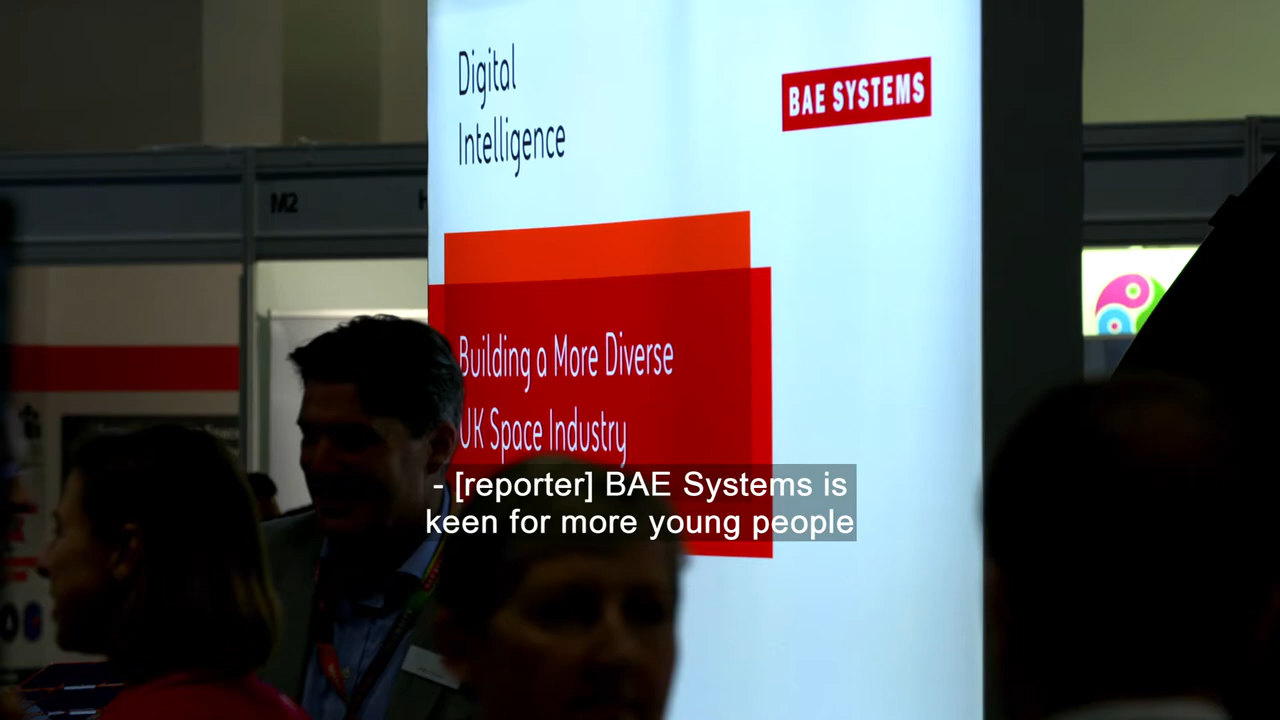 Digital
Intelligence
BAE SYSTEMS
M2
Building a More Diverse
UK Space Industry
- [reporter] BAE Systems is
keen for more young people